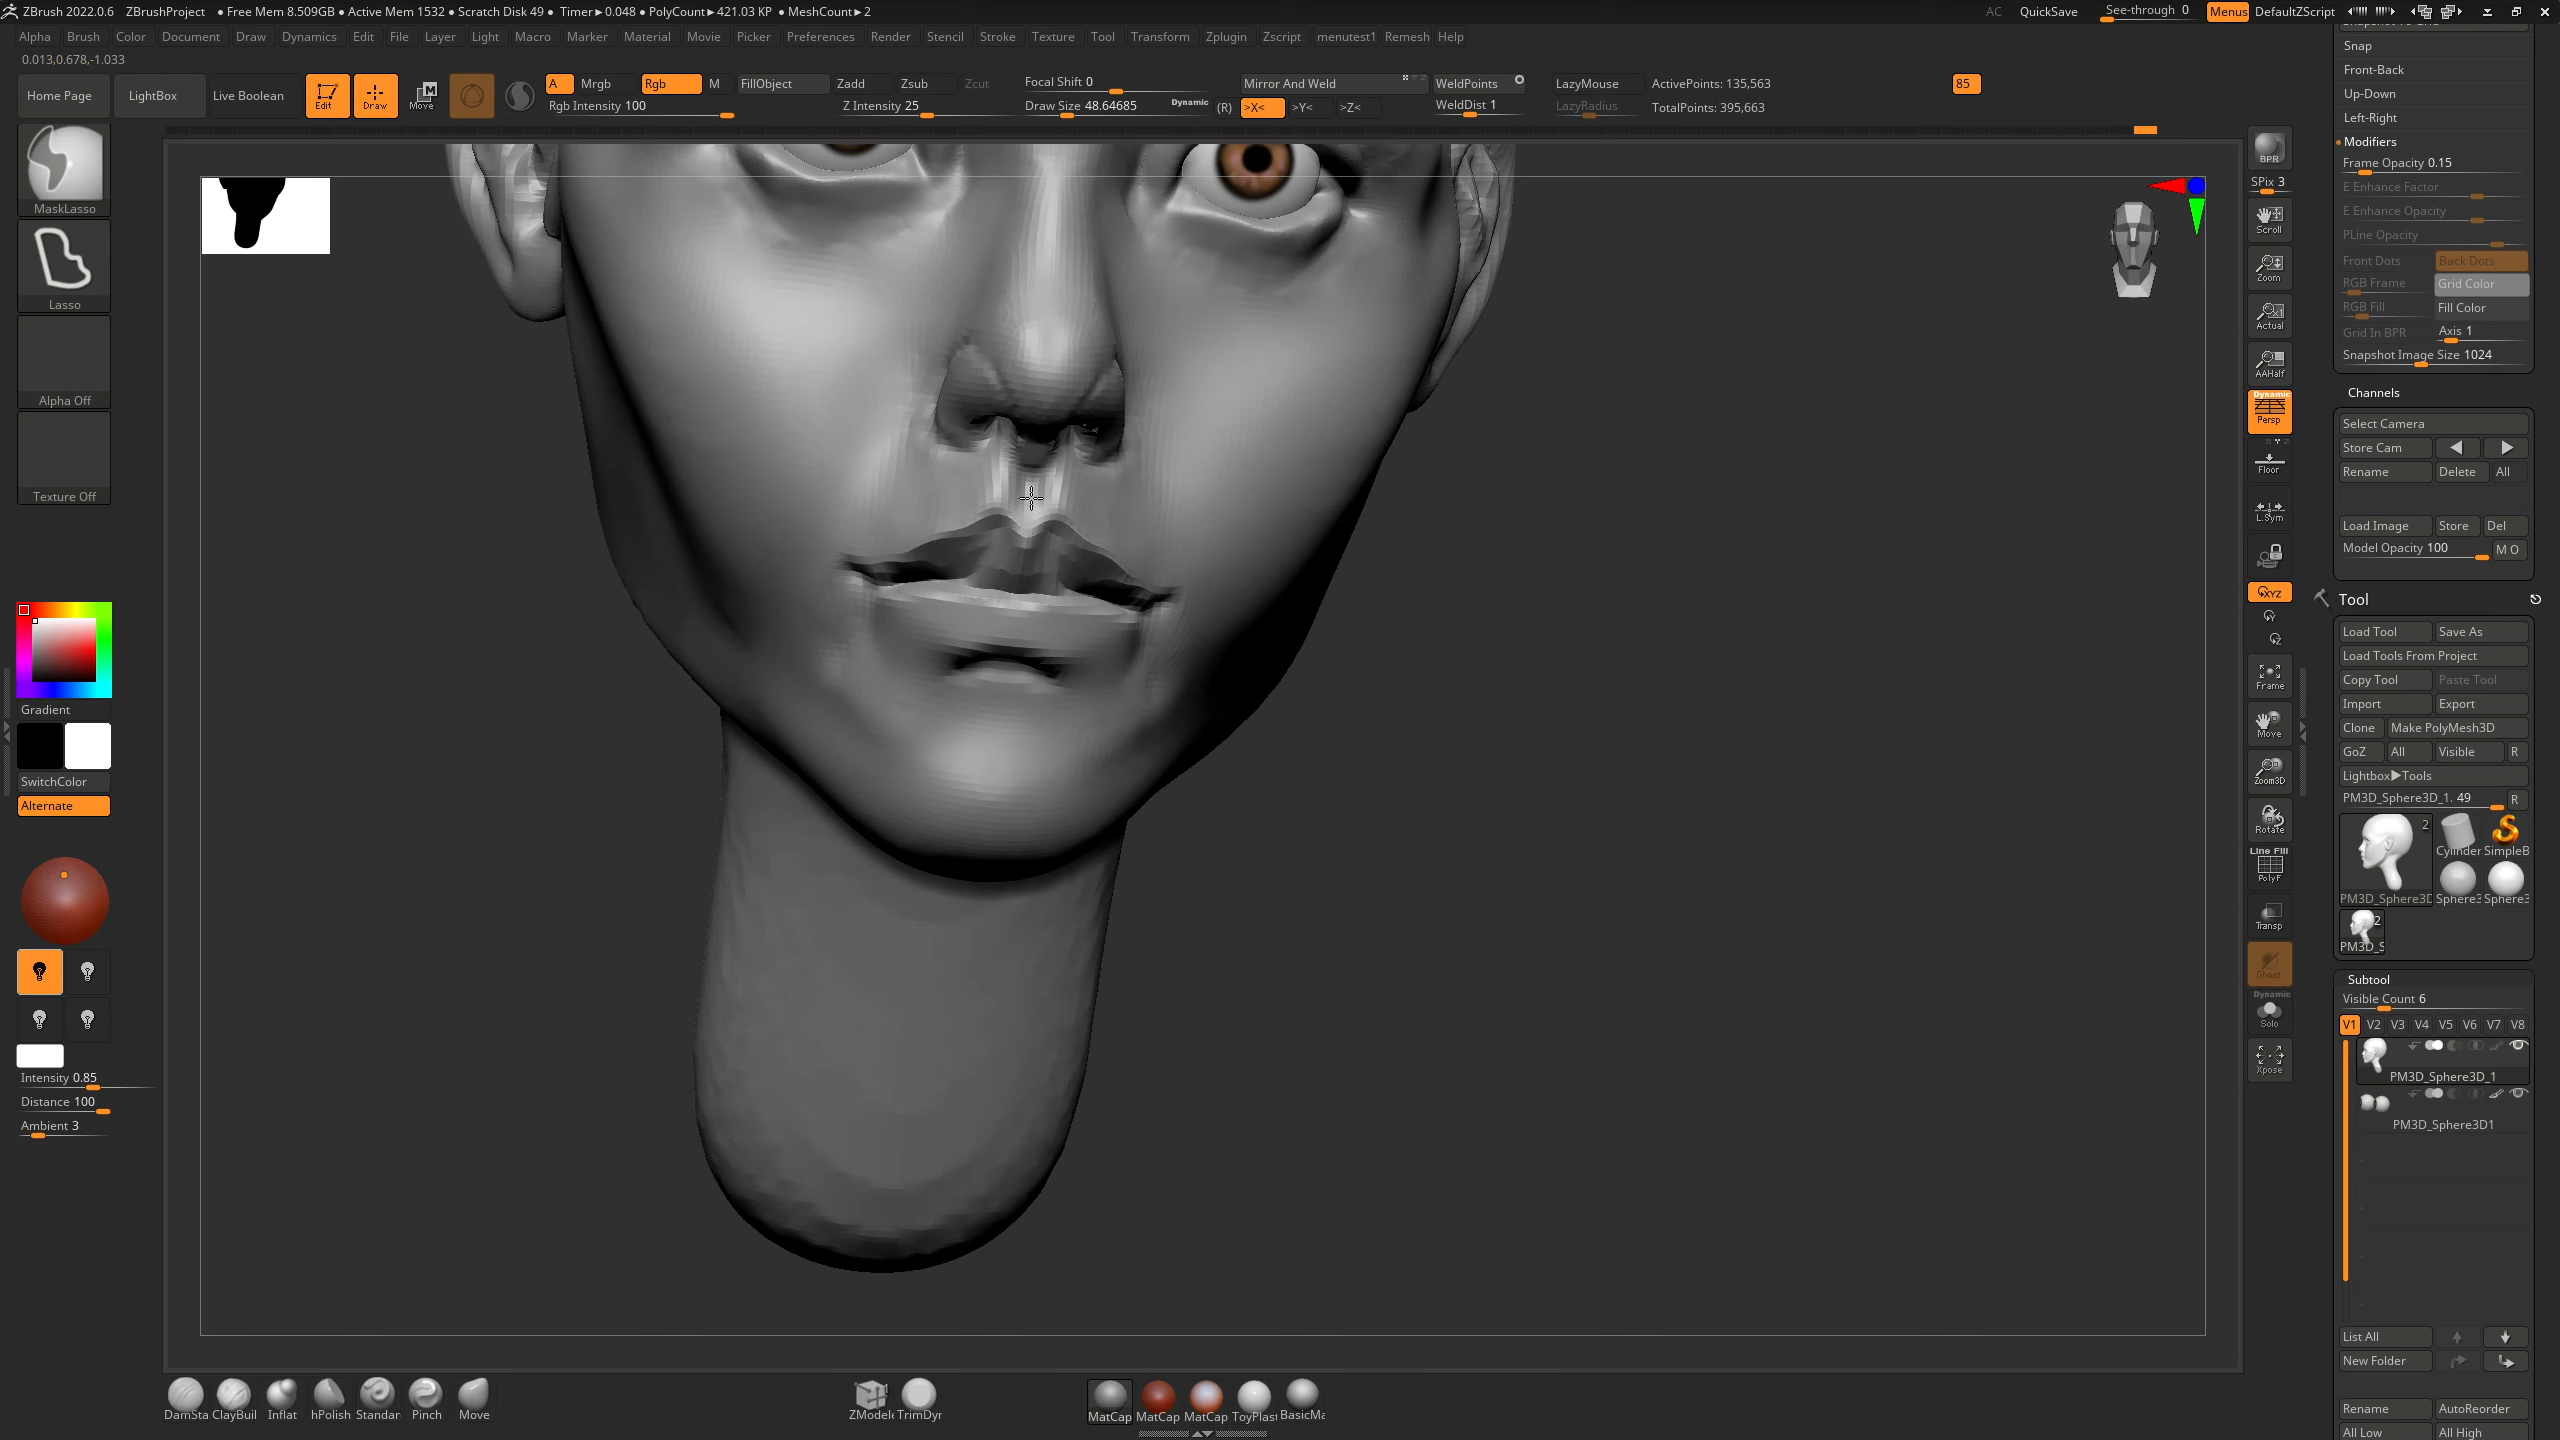 ZBrush 2022.0.6 ZBrushProject • Free Mem 8.509GB • Active Mem 1532 • Scratch Disk 49 • Timer►0.048 • PolyCount►421.03 KP • MeshCount►2 AC QuickSave See-through 0 Menus DefaultZScript
Alpha Brush Color Document Draw Dynamics Edit File Layer Light Macro Marker Material Movie Picker Preferences Render Stencil Stroke Texture Tool Transform Zplugin Zscript menutest1 Remesh Help
0.013,0.678,-1.033
Home Page LightBox Live Boolean Edit Draw Move
A Mrgb Rgb M FillObject Zadd Zsub Zcut
Rgb Intensity 100 Z Intensity 25
Focal Shift 0
Draw Size 48.64685 Dynamic
Mirror And Weld WeldPoints LazyMouse ActivePoints: 135,563 85
(R) >X< >Y< >Z< WeldDist 1 LazyRadius TotalPoints: 395,663
MaskLasso
Lasso
Alpha Off
Texture Off
Gradient
SwitchColor
Alternate
Intensity 0.85
Distance 100
Ambient 3
BPR
SPix 3
Scroll
Zoom
Actual
AAHalf
Dynamic
Persp
Floor
L.Sym
XYZ
Y
Z
Frame
Move
Zoom3D
Rotate
Line Fill
PolyF
Transp
Ghost
Dynamic
Solo
Xpose
Snap
Front-Back
Up-Down
Left-Right
Modifiers
Frame Opacity 0.15
E Enhance Factor
E Enhance Opacity
PLine Opacity
Front Dots Back Dots
RGB Frame Grid Color
RGB Fill Fill Color
Grid In BPR Axis 1
Snapshot Image Size 1024
Channels
Select Camera
Store Cam
Rename Delete All
Load Image Store Del
Model Opacity 100 M O
Tool
Load Tool Save As
Load Tools From Project
Copy Tool Paste Tool
Import Export
Clone Make PolyMesh3D
GoZ All Visible R
Lightbox►Tools
PM3D_Sphere3D_1. 49 R
2
Cylinder SimpleB
PM3D_Sphere3D Sphere3 Sphere3
2
PM3D_S
Subtool
Visible Count 6
V1 V2 V3 V4 V5 V6 V7 V8
PM3D_Sphere3D_1
PM3D_Sphere3D1
List All
New Folder
Rename AutoReorder
All Low All High
DamSta ClayBuil Inflat hPolish Standar Pinch Move ZModele TrimDyr MatCap MatCap MatCap ToyPlas BasicMa